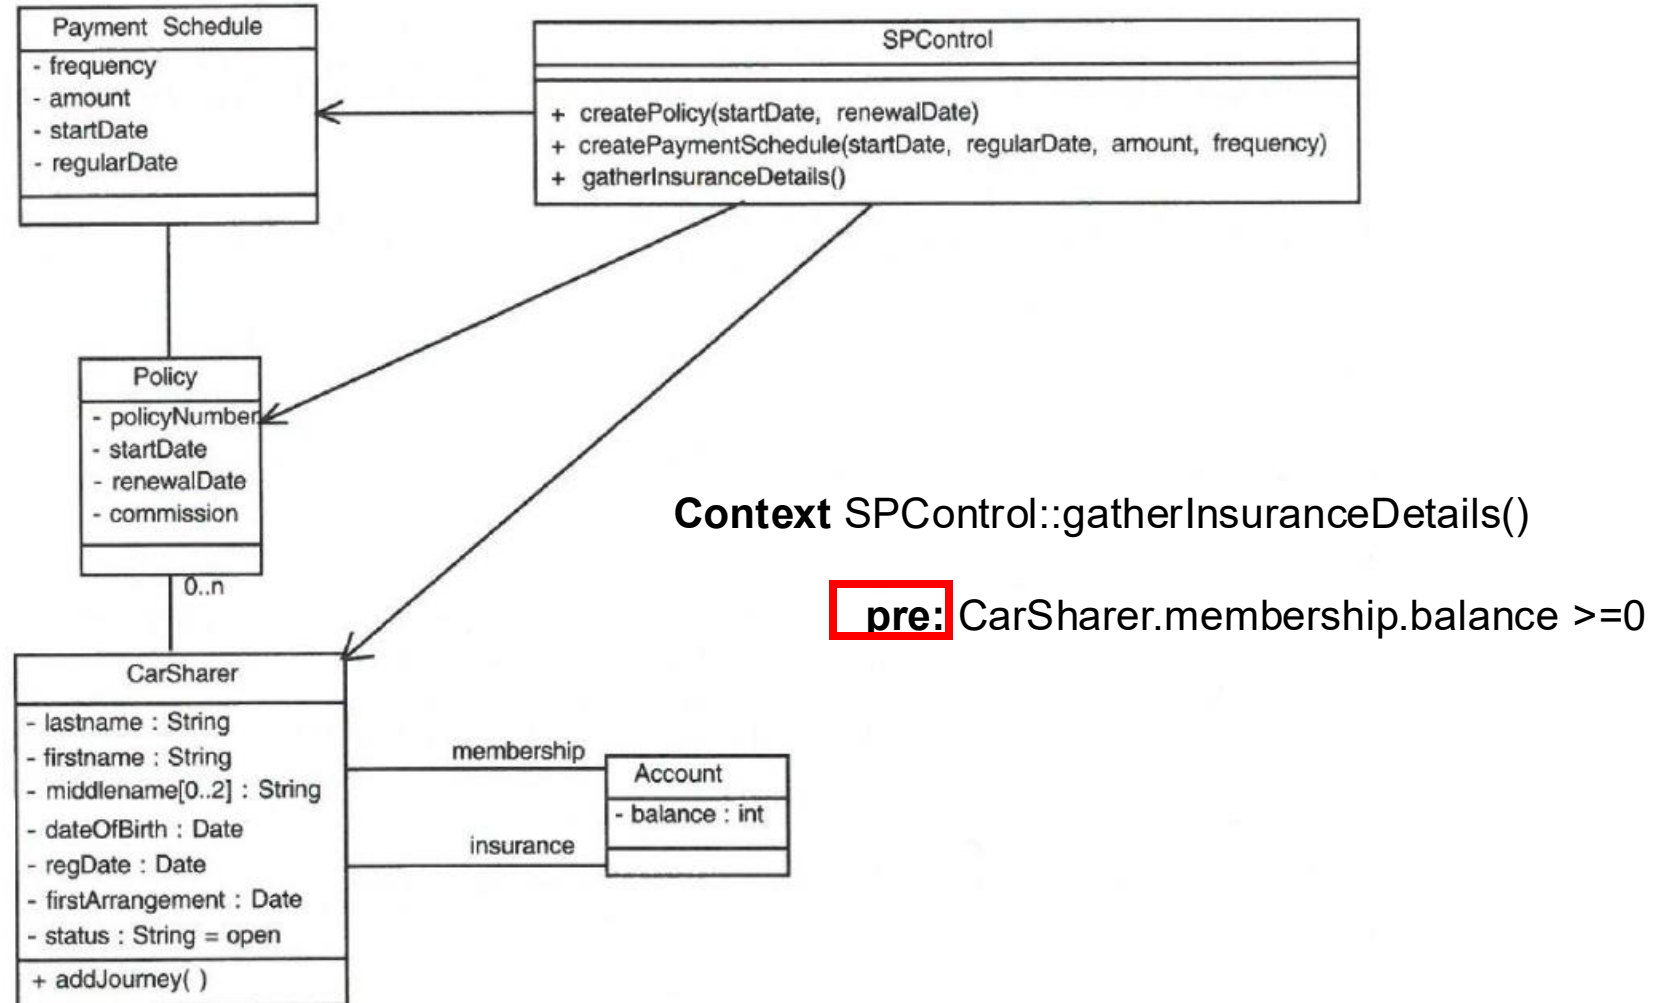 Payment Schedule
- frequency
- amount
- startDate
- regularDate
SPControl
+ createPolicy(startDate, renewalDate)
+ createPaymentSchedule(startDate, regularDate, amount, frequency)
+ gatherInsuranceDetails()
Policy
- policyNumber
- startDate
- renewalDate
- commission
0..n
Context SPControl::gatherInsuranceDetails()
pre: CarSharer.membership.balance >=0
CarSharer
- lastname : String
- firstname : String
- middlename[0..2] : String
- dateOfBirth : Date
- regDate : Date
- firstArrangement : Date
- status : String = open
+ addJourney( )
membership
insurance
Account
- balance : int